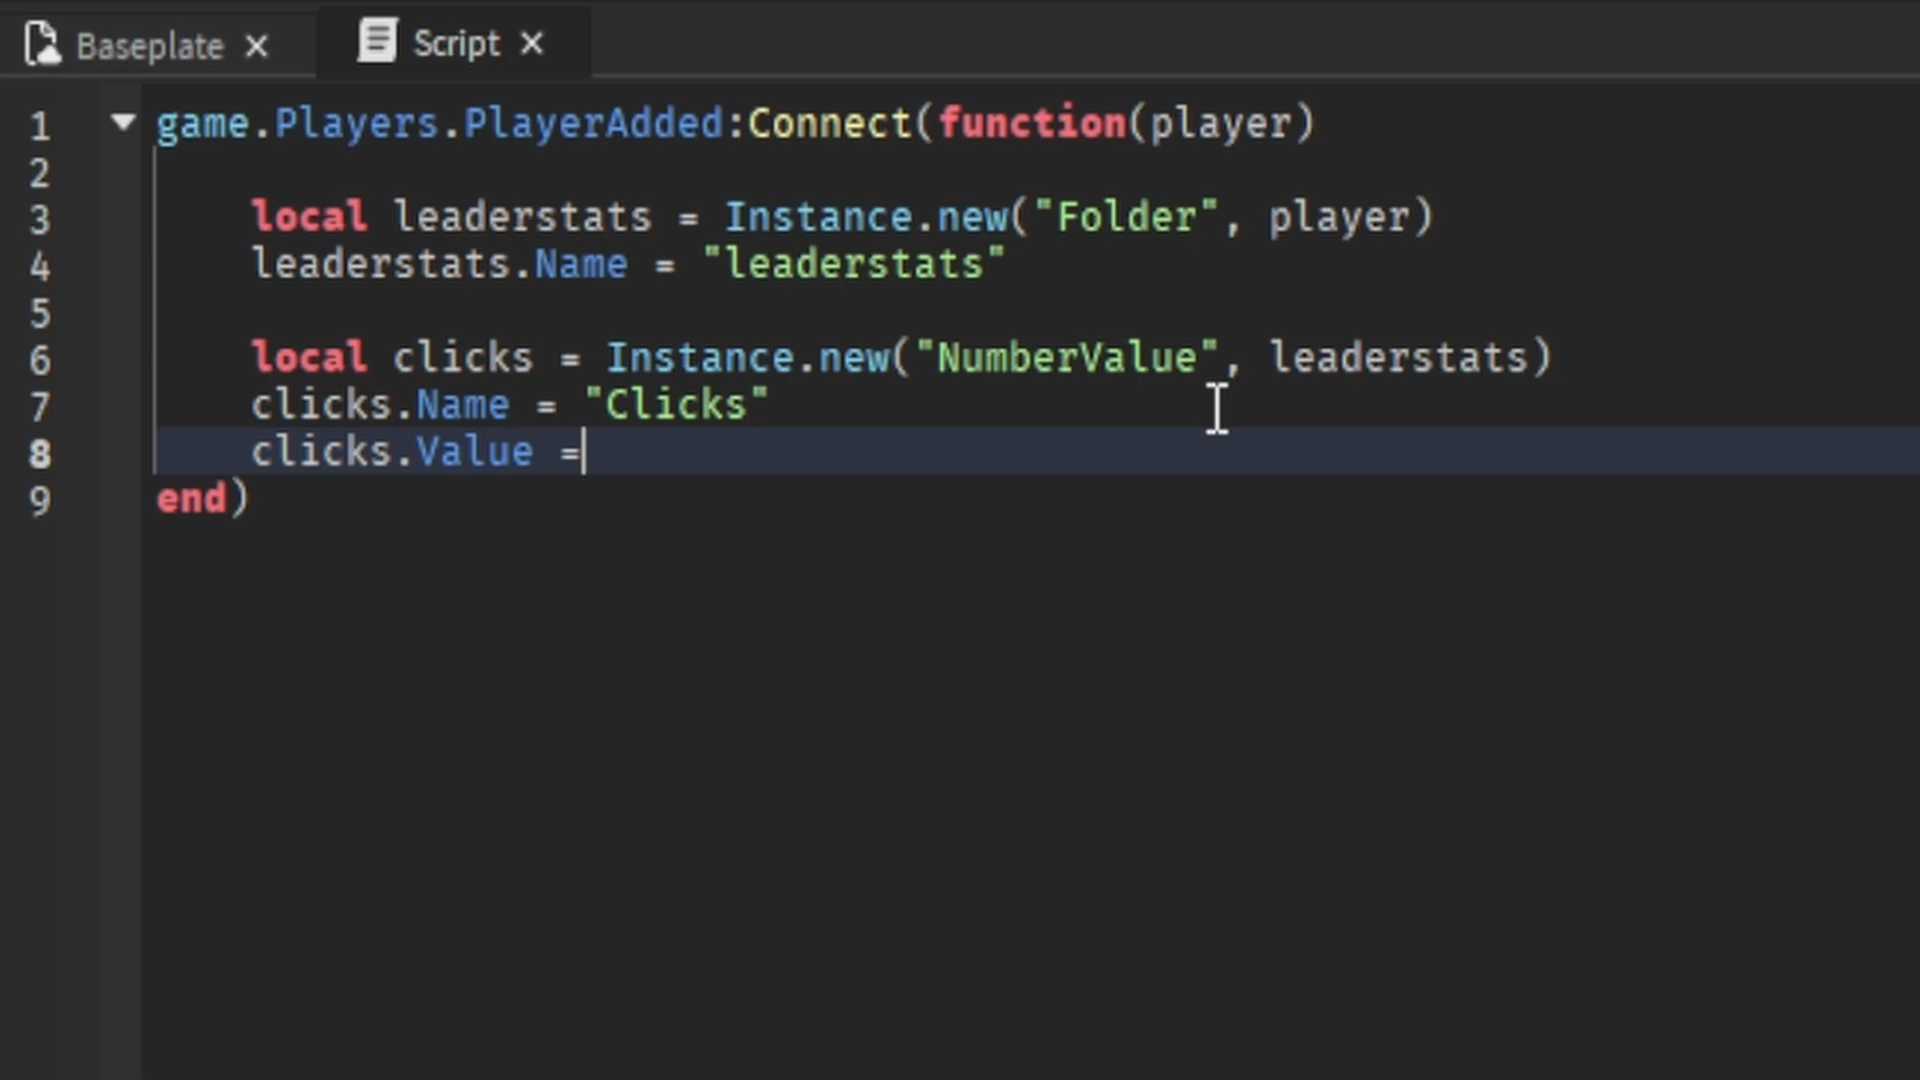 Baseplate
Script
1 game.Players.PlayerAdded:Connect(function(player)
2
3 local leaderstats = Instance.new("Folder", player)
4 leaderstats.Name = "leaderstats"
5
6 local clicks = Instance.new("NumberValue", leaderstats)
7 clicks.Name = "Clicks"
8 clicks.Value =
9 end)